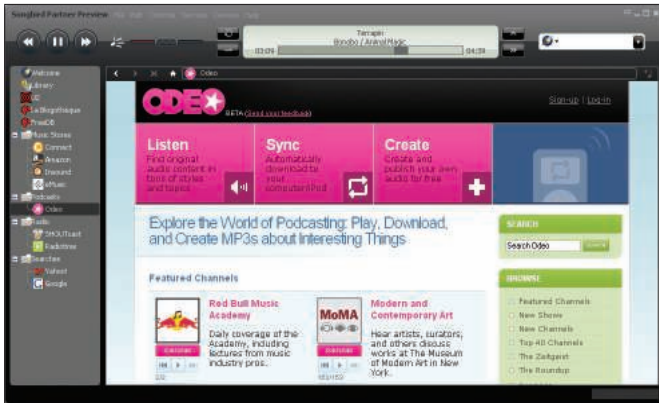 Songbird Partner Preview
Terrapin
Bonobo / Animal Magic
03:09
04:39
Welcome
Library
CD
La Blogothèque
FreeDB
Music Stores
Connect
Amazon
Insound
eMusic
Podcasts
Odeo
Radio
SHOUTcast
Radiotime
Searches
Yahoo!
Google
Odeo
ODEO
BETA (Send your feedback)
Sign-up | Log-in
Listen
Find original
audio content in
tons of styles
and topics
Sync
Automatically
download to
your
computer/iPod
Create
Create and
publish your own
audio for free
Explore the World of Podcasting: Play, Download,
and Create MP3s about Interesting Things
SEARCH
Search Odeo
Featured Channels
Red Bull Music
Academy
Daily coverage of the
Academy, including
lectures from music
industry pros.
MoMA
Modern and
Contemporary Art
Hear artists, curators,
and others discuss
works at The Museum
of Modern Art in New
York.
BROWSE
Featured Channels
New Shows
New Channels
Top 40 Channels
The Zeitgeist
The Roundup